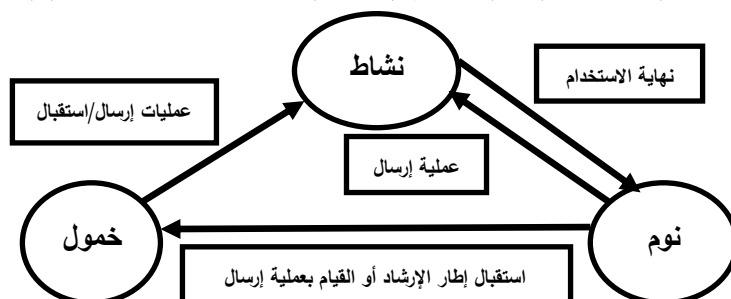 نشاط
نهاية الاستخدام
عمليات إرسال/استقبال
عملية إرسال
خمول
نوم
استقبال إطار الإرشاد أو القيام بعملية إرسال